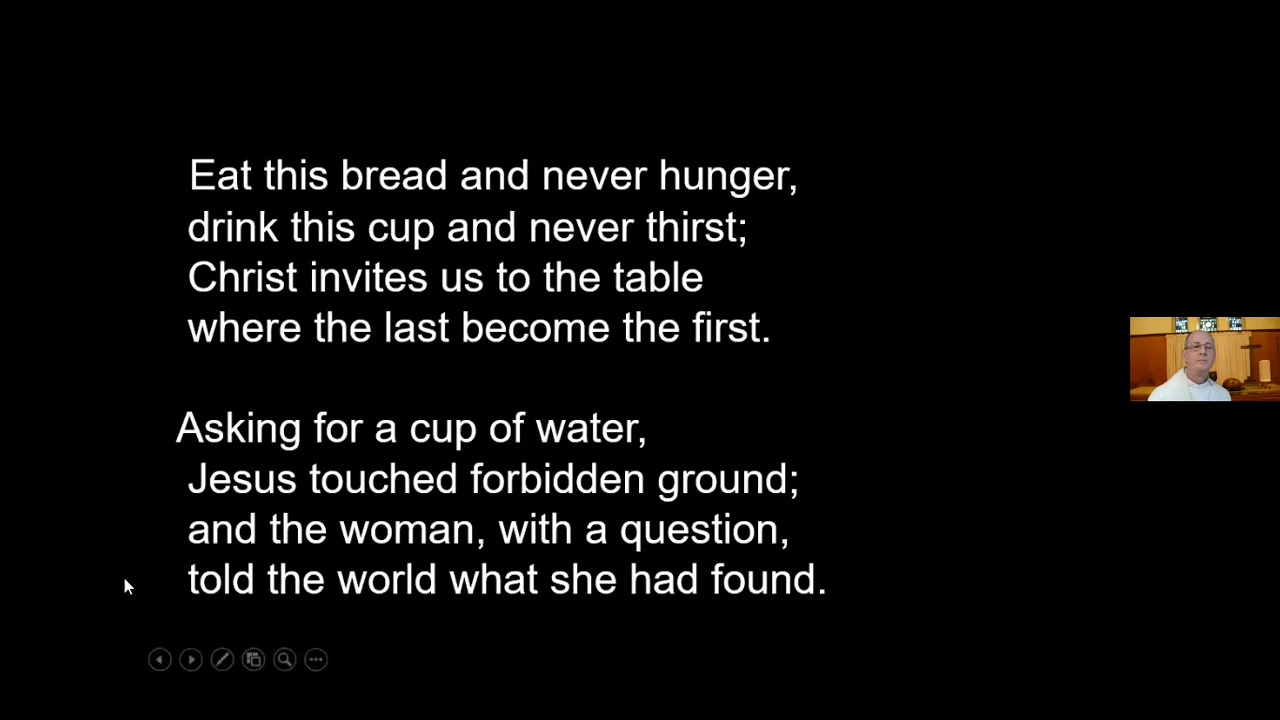 Eat this bread and never hunger,
drink this cup and never thirst;
Christ invites us to the table
where the last become the first.
Asking for a cup of water,
Jesus touched forbidden ground;
and the woman, with a question,
told the world what she had found.